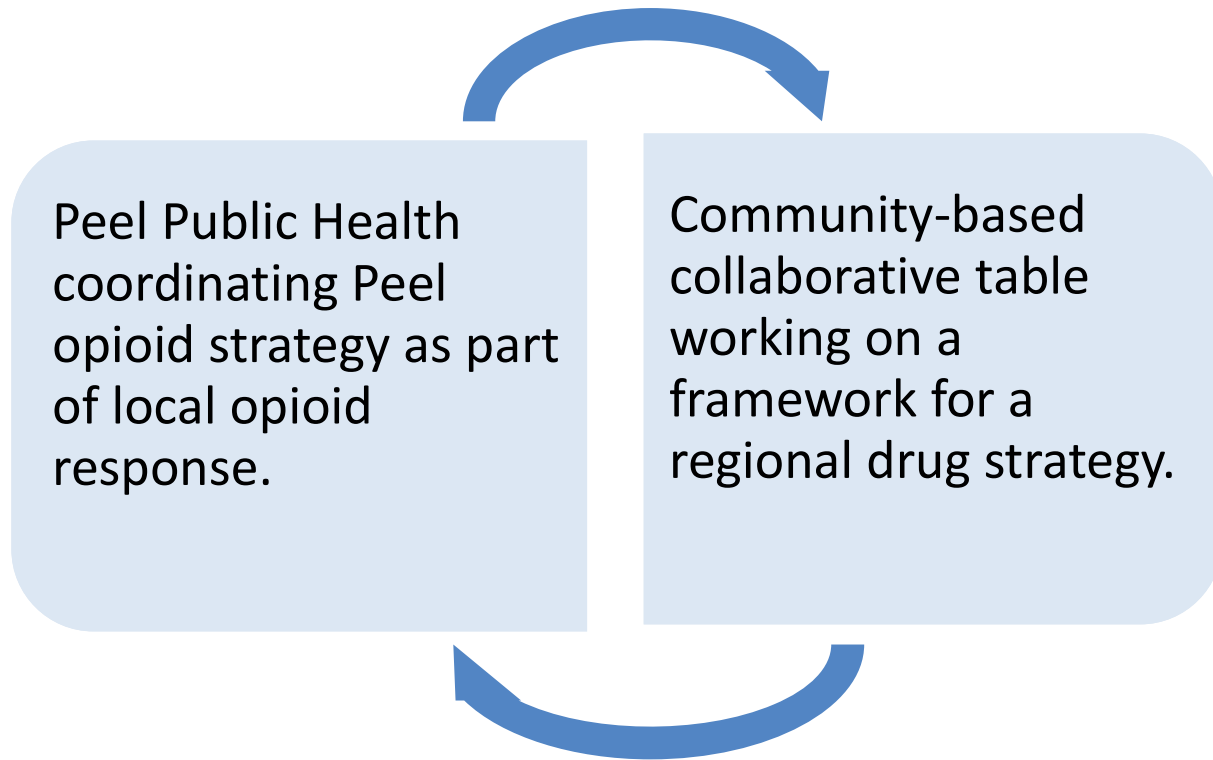 Peel Public Health
coordinating Peel
opioid strategy as part
of local opioid
response.
Community-based
collaborative table
working on a
framework for a
regional drug strategy.